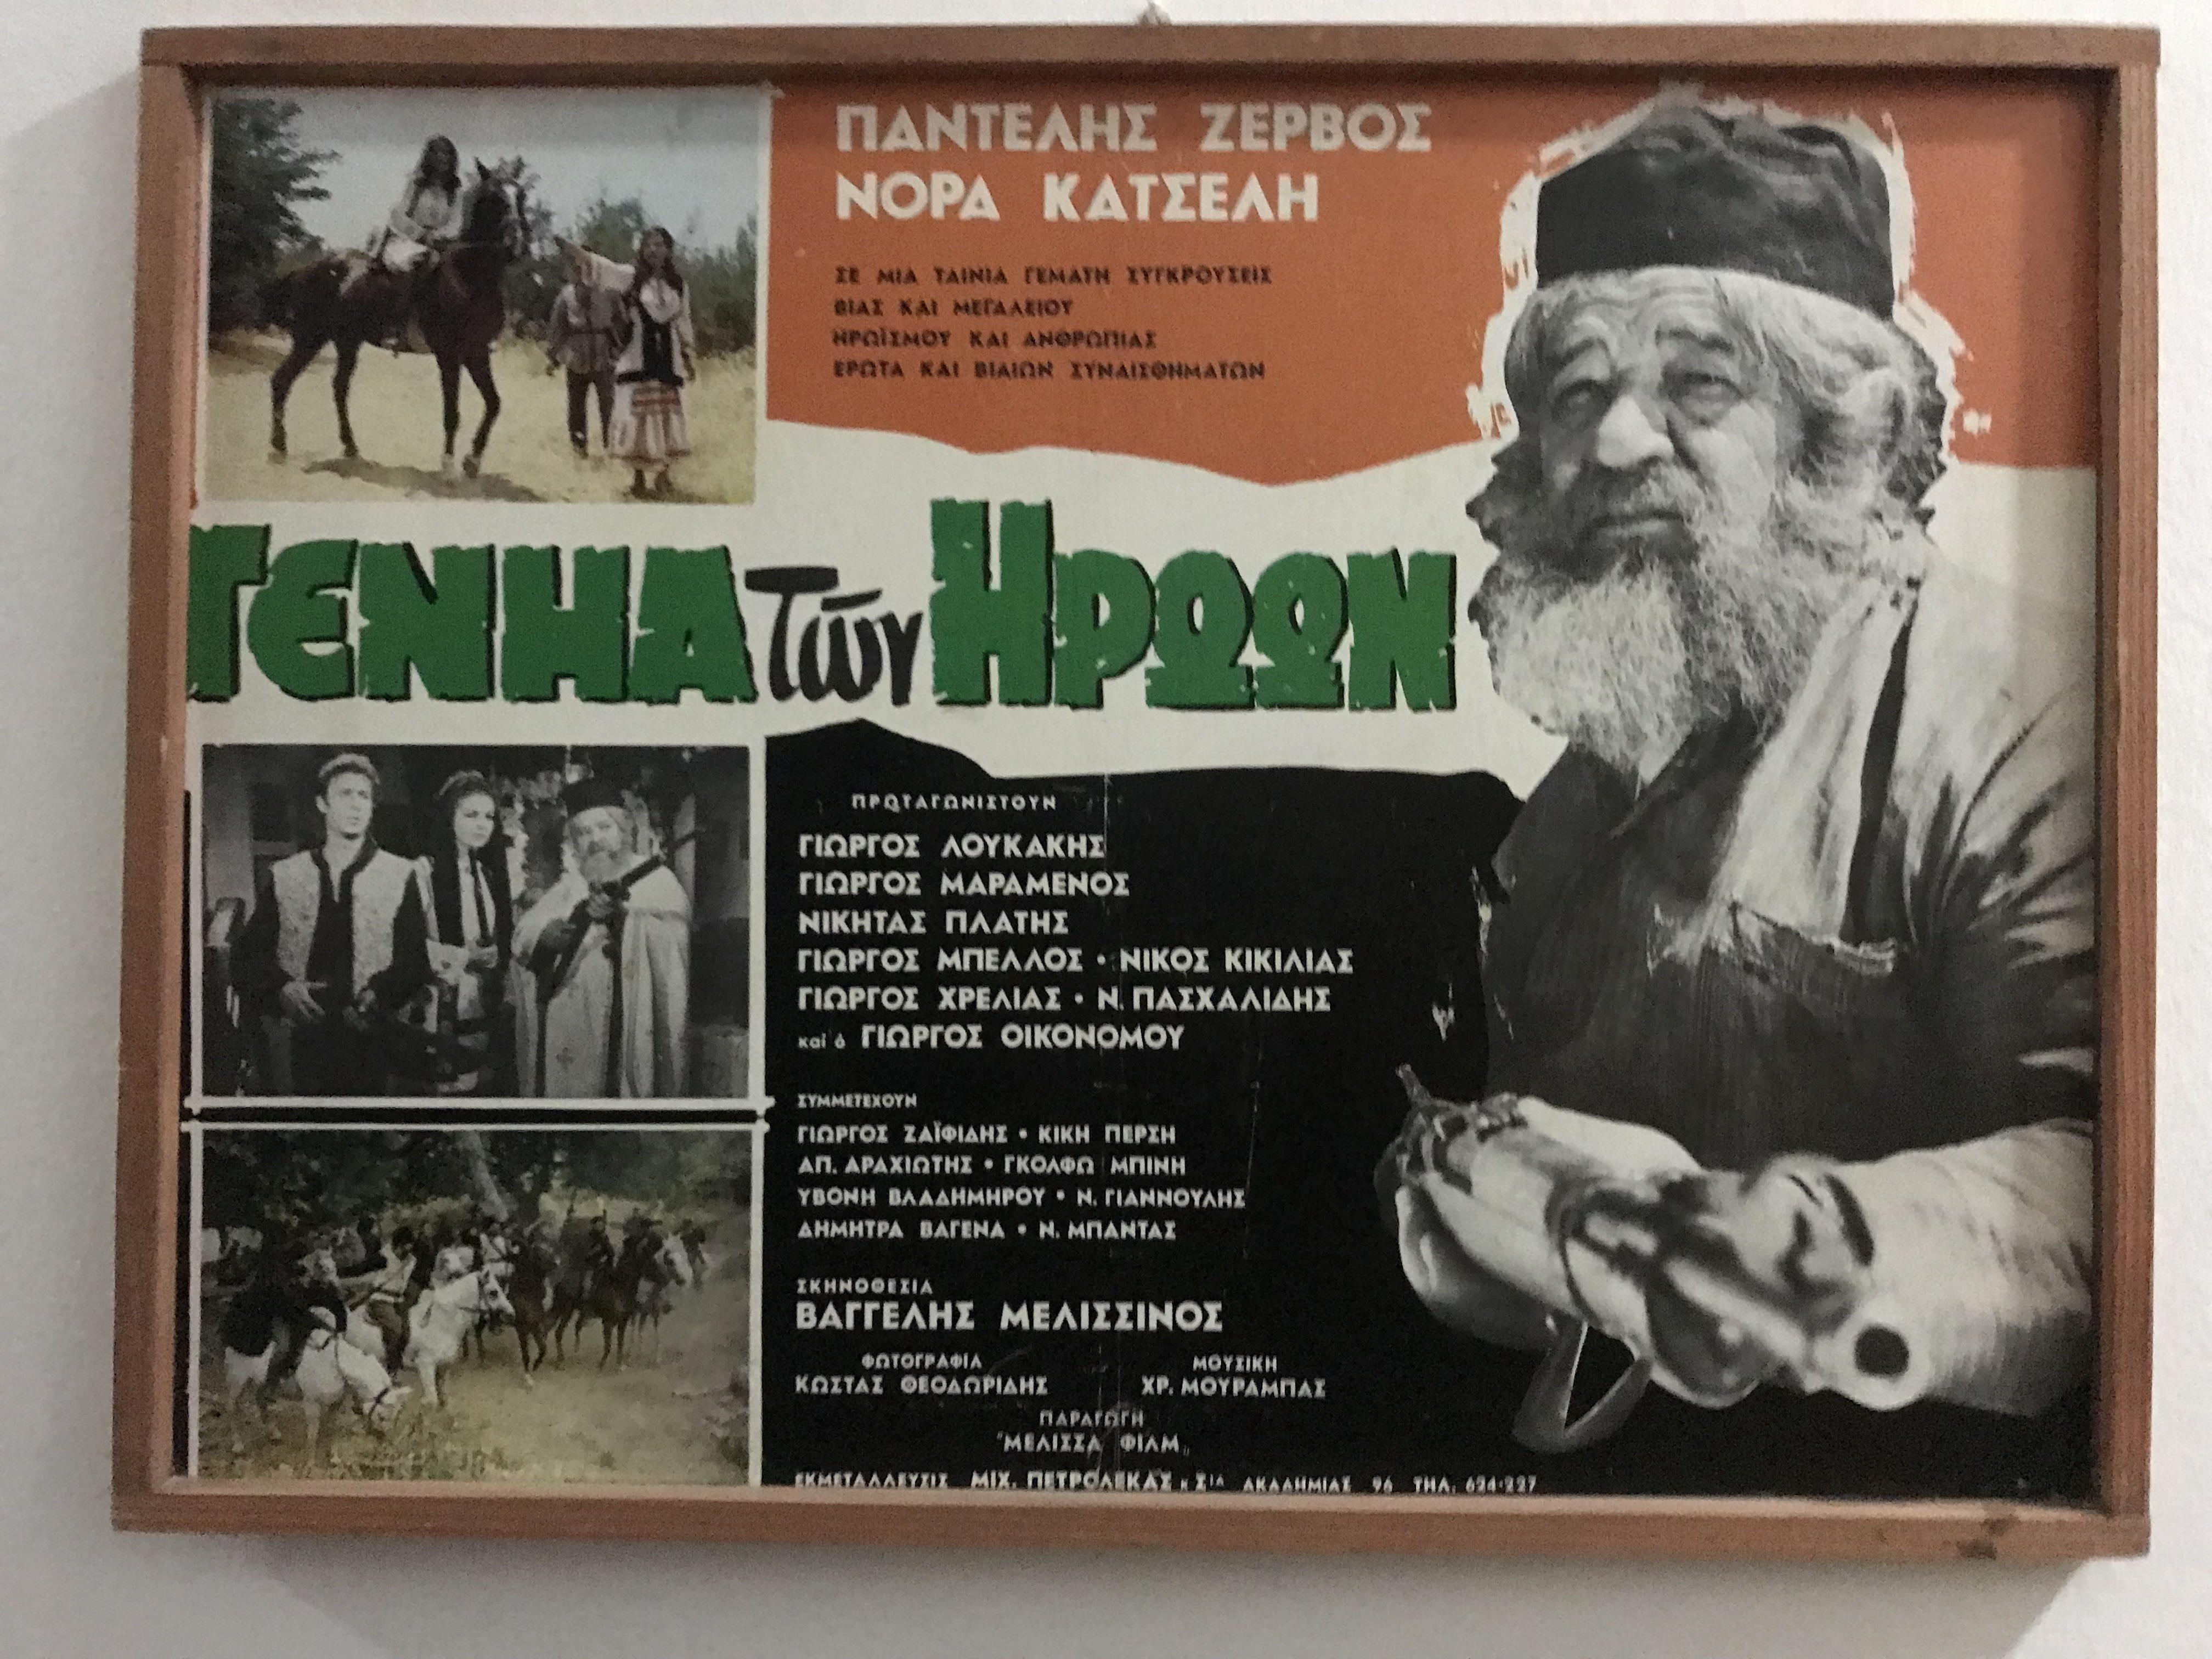 ΠΑΝΤΕΛΗΣ ΖΕΡΒΟΣ
ΝΟΡΑ ΚΑΤΣΕΛΗ
ΣΕ ΜΙΑ ΤΑΙΝΙΑ ΓΕΜΑΤΗ ΣΥΓΚΡΟΥΣΕΙΣ
ΒΙΑΣ ΚΑΙ ΜΕΓΑΛΕΙΟΥ
ΗΡΩΪΣΜΟΥ ΚΑΙ ΑΝΘΡΩΠΙΑΣ
ΕΡΩΤΑ ΚΑΙ ΒΙΑΙΩΝ ΣΥΝΑΙΣΘΗΜΑΤΩΝ
ΓΕΝΗΑ τῶν ΗΡΩΩΝ
ΠΡΩΤΑΓΩΝΙΣΤΟΥΝ
ΓΙΩΡΓΟΣ ΛΟΥΚΑΚΗΣ
ΓΙΩΡΓΟΣ ΜΑΡΑΜΕΝΟΣ
ΝΙΚΗΤΑΣ ΠΛΑΤΗΣ
ΓΙΩΡΓΟΣ ΜΠΕΛΛΟΣ • ΝΙΚΟΣ ΚΙΚΙΛΙΑΣ
ΓΙΩΡΓΟΣ ΧΡΕΛΙΑΣ • Ν. ΠΑΣΧΑΛΙΔΗΣ
καί ὁ ΓΙΩΡΓΟΣ ΟΙΚΟΝΟΜΟΥ
ΣΥΜΜΕΤΕΧΟΥΝ
ΓΙΩΡΓΟΣ ΖΑΪΦΙΔΗΣ • ΚΙΚΗ ΠΕΡΣΗ
ΑΠ. ΑΡΑΧΙΩΤΗΣ • ΓΚΟΛΦΩ ΜΠΙΝΗ
ΥΒΟΝΗ ΒΛΑΔΗΜΗΡΟΥ • Ν. ΓΙΑΝΝΟΥΛΗΣ
ΔΗΜΗΤΡΑ ΒΑΓΕΝΑ • Ν. ΜΠΑΝΤΑΣ
ΣΚΗΝΟΘΕΣΙΑ
ΒΑΓΓΕΛΗΣ ΜΕΛΙΣΣΙΝΟΣ
ΦΩΤΟΓΡΑΦΙΑ ΜΟΥΣΙΚΗ
ΚΩΣΤΑΣ ΘΕΟΔΩΡΙΔΗΣ ΧΡ. ΜΟΥΡΑΜΠΑΣ
ΠΑΡΑΓΩΓΗ
"ΜΕΛΙΣΣΑ ΦΙΛΜ„
ΕΚΜΕΤΑΛΛΕΥΣΙΣ ΜΙΧ. ΠΕΤΡΟΛΕΚΑΣ κ ΣΙΑ ΑΚΑΔΗΜΙΑΣ 96 ΤΗΛ. 624-227